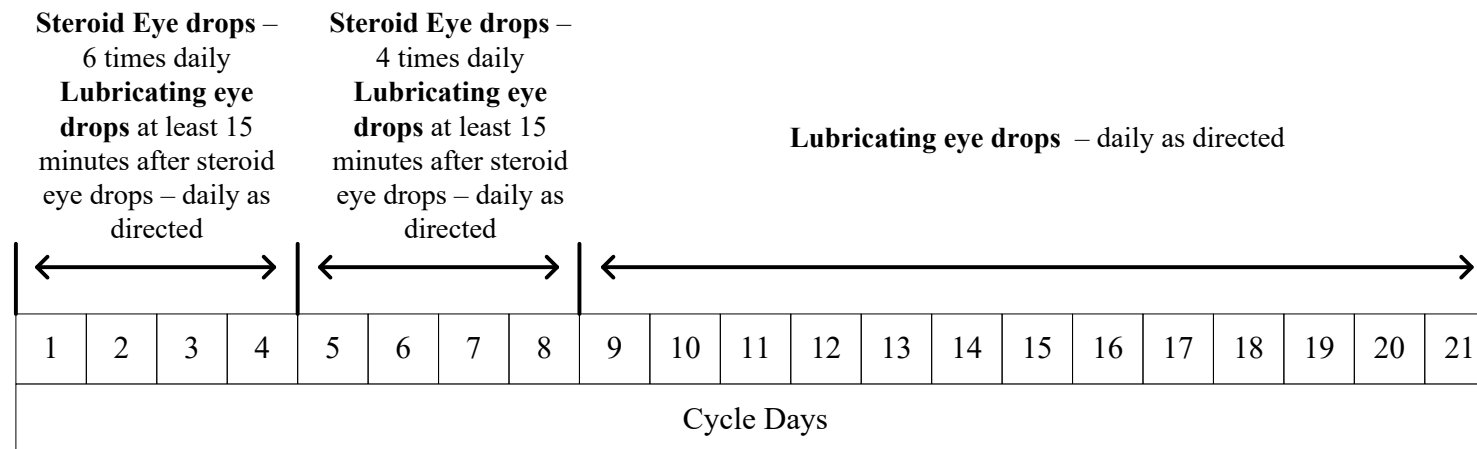 Steroid Eye drops –
6 times daily
Lubricating eye
drops at least 15
minutes after steroid
eye drops – daily as
directed
Steroid Eye drops –
4 times daily
Lubricating eye
drops at least 15
minutes after steroid
eye drops – daily as
directed
Lubricating eye drops – daily as directed
1 2 3 4 5 6 7 8 9 10 11 12 13 14 15 16 17 18 19 20 21
Cycle Days